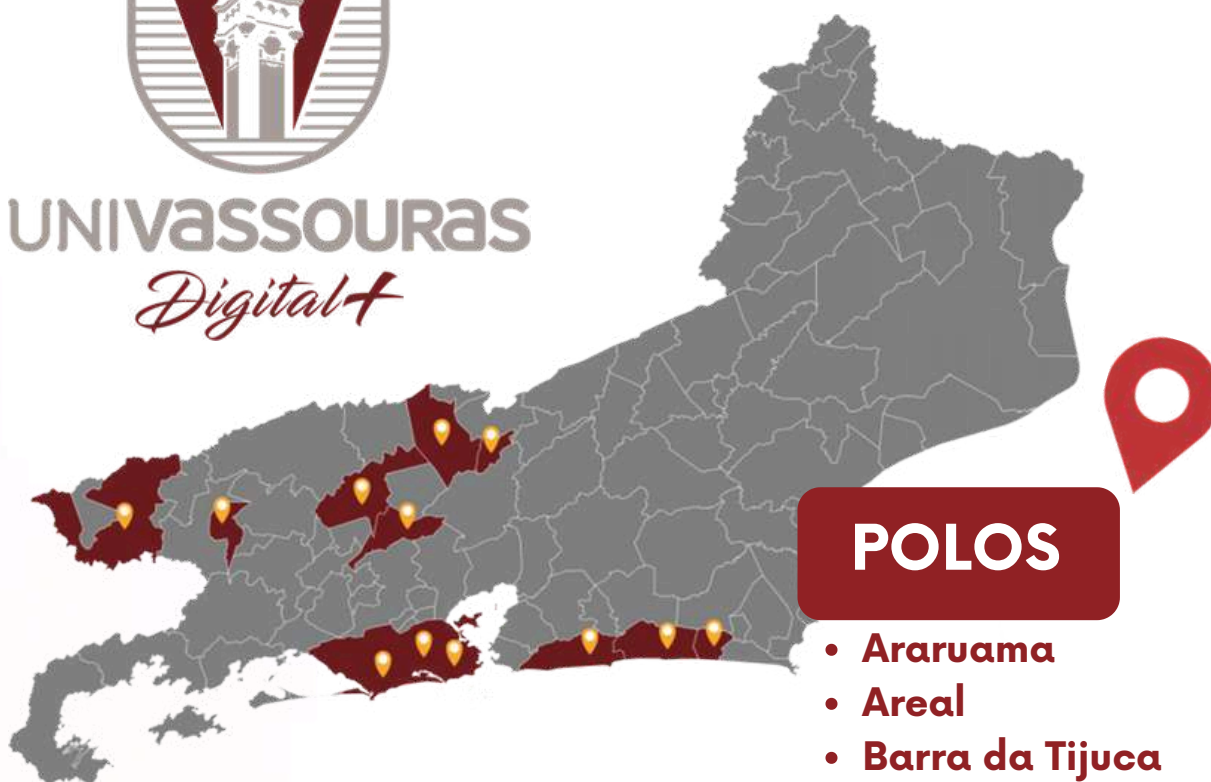 UNIVASSOURAS
Digital+
POLOS
• Araruama
• Areal
• Barra da Tijuca